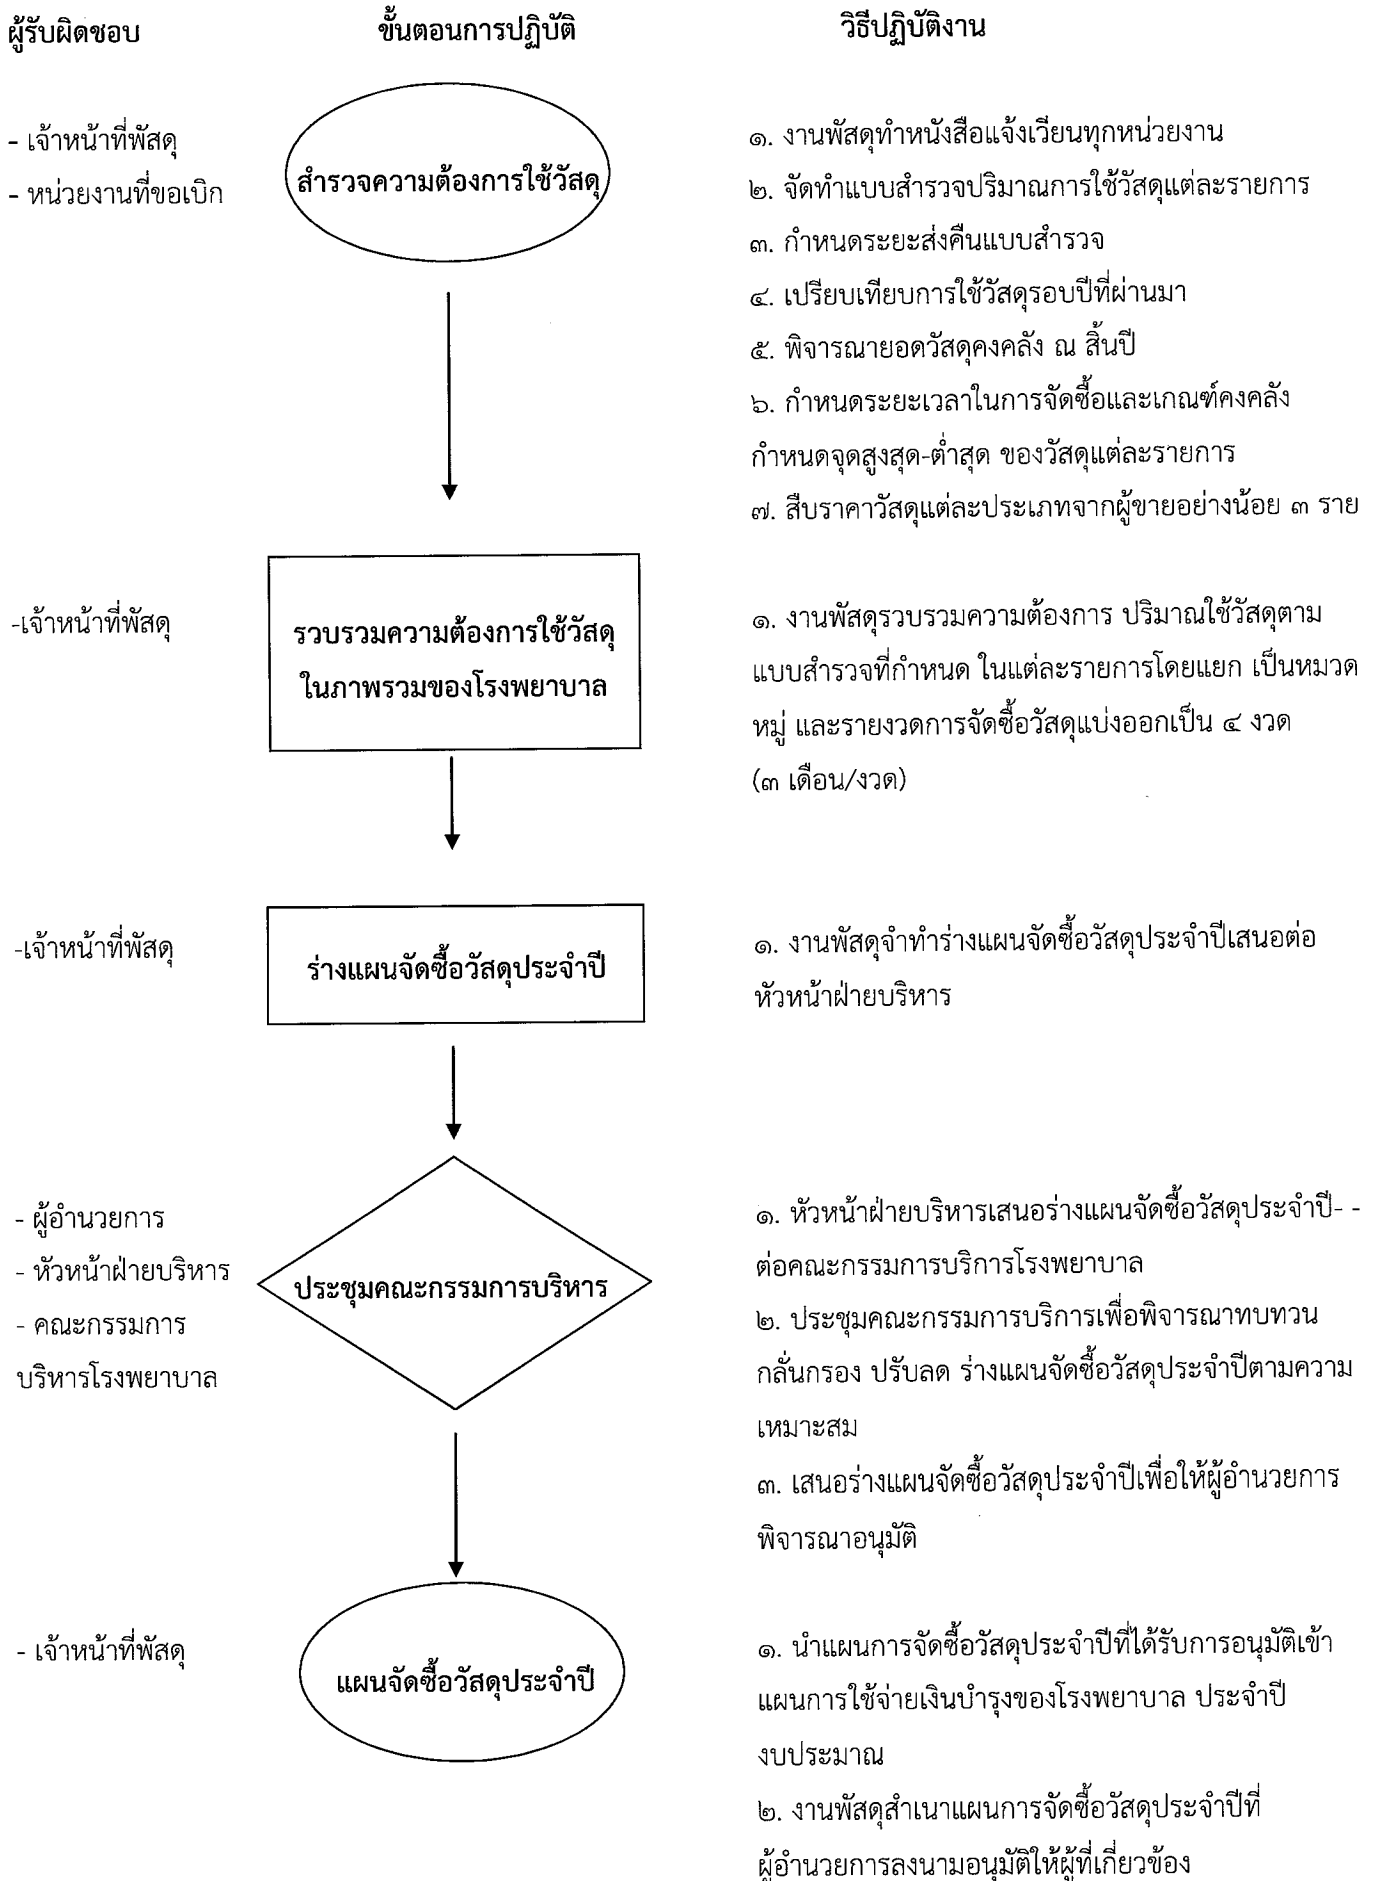 ผู้รับผิดชอบ
ขั้นตอนการปฏิบัติ
วิธีปฏิบัติงาน
- เจ้าหน้าที่พัสดุ
- หน่วยงานที่ขอเบิก
สำรวจความต้องการใช้วัสดุ
๑. งานพัสดุทำหนังสือแจ้งเวียนทุกหน่วยงาน
๒. จัดทำแบบสำรวจปริมาณการใช้วัสดุแต่ละรายการ
๓. กำหนดระยะส่งคืนแบบสำรวจ
๔. เปรียบเทียบการใช้วัสดุรอบปีที่ผ่านมา
๕. พิจารณายอดวัสดุคงคลัง ณ สิ้นปี
๖. กำหนดระยะเวลาในการจัดซื้อและเกณฑ์คงคลัง
กำหนดจุดสูงสุด-ต่ำสุด ของวัสดุแต่ละรายการ
๗. สืบราคาวัสดุแต่ละประเภทจากผู้ขายอย่างน้อย ๓ ราย
-เจ้าหน้าที่พัสดุ
รวบรวมความต้องการใช้วัสดุ
ในภาพรวมของโรงพยาบาล
๑. งานพัสดุรวบรวมความต้องการ ปริมาณใช้วัสดุตาม
แบบสำรวจที่กำหนด ในแต่ละรายการโดยแยก เป็นหมวด
หมู่ และรายงวดการจัดซื้อวัสดุแบ่งออกเป็น ๔ งวด
(๓ เดือน/งวด)
-เจ้าหน้าที่พัสดุ
ร่างแผนจัดซื้อวัสดุประจำปี
๑. งานพัสดุจำทำร่างแผนจัดซื้อวัสดุประจำปีเสนอต่อ
หัวหน้าฝ่ายบริหาร
- ผู้อำนวยการ
- หัวหน้าฝ่ายบริหาร
- คณะกรรมการ
บริหารโรงพยาบาล
ประชุมคณะกรรมการบริหาร
๑. หัวหน้าฝ่ายบริหารเสนอร่างแผนจัดซื้อวัสดุประจำปี- -
ต่อคณะกรรมการบริการโรงพยาบาล
๒. ประชุมคณะกรรมการบริการเพื่อพิจารณาทบทวน
กลั่นกรอง ปรับลด ร่างแผนจัดซื้อวัสดุประจำปีตามความ
เหมาะสม
๓. เสนอร่างแผนจัดซื้อวัสดุประจำปีเพื่อให้ผู้อำนวยการ
พิจารณาอนุมัติ
- เจ้าหน้าที่พัสดุ
แผนจัดซื้อวัสดุประจำปี
๑. นำแผนการจัดซื้อวัสดุประจำปีที่ได้รับการอนุมัติเข้า
แผนการใช้จ่ายเงินบำรุงของโรงพยาบาล ประจำปี
งบประมาณ
๒. งานพัสดุสำเนาแผนการจัดซื้อวัสดุประจำปีที่
ผู้อำนวยการลงนามอนุมัติให้ผู้ที่เกี่ยวข้อง